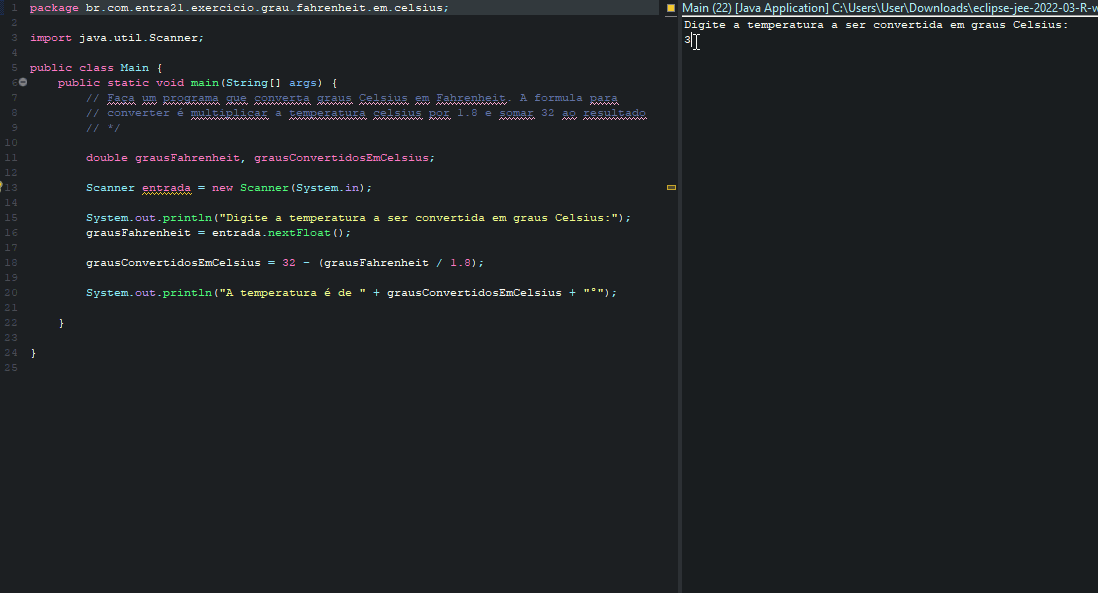 1 package br.com.entra21.exercicio.grau.fahrenheit.em.celsius;
2
3 import java.util.Scanner;
4
5 public class Main {
6 public static void main(String[] args) {
7 // Faca um programa que converta graus Celsius em Fahrenheit. A formula para
8 // converter é multiplicar a temperatura celsius por 1.8 e somar 32 ao resultado
9 // */
10
11 double grausFahrenheit, grausConvertidosEmCelsius;
12
13 Scanner entrada = new Scanner(System.in);
14
15 System.out.println("Digite a temperatura a ser convertida em graus Celsius:");
16 grausFahrenheit = entrada.nextFloat();
17
18 grausConvertidosEmCelsius = 32 - (grausFahrenheit / 1.8);
19
20 System.out.println("A temperatura é de " + grausConvertidosEmCelsius + "°");
21
22 }
23
24 }
25
Main (22) [Java Application] C:\Users\User\Downloads\eclipse-jee-2022-03-R-w
Digite a temperatura a ser convertida em graus Celsius:
3